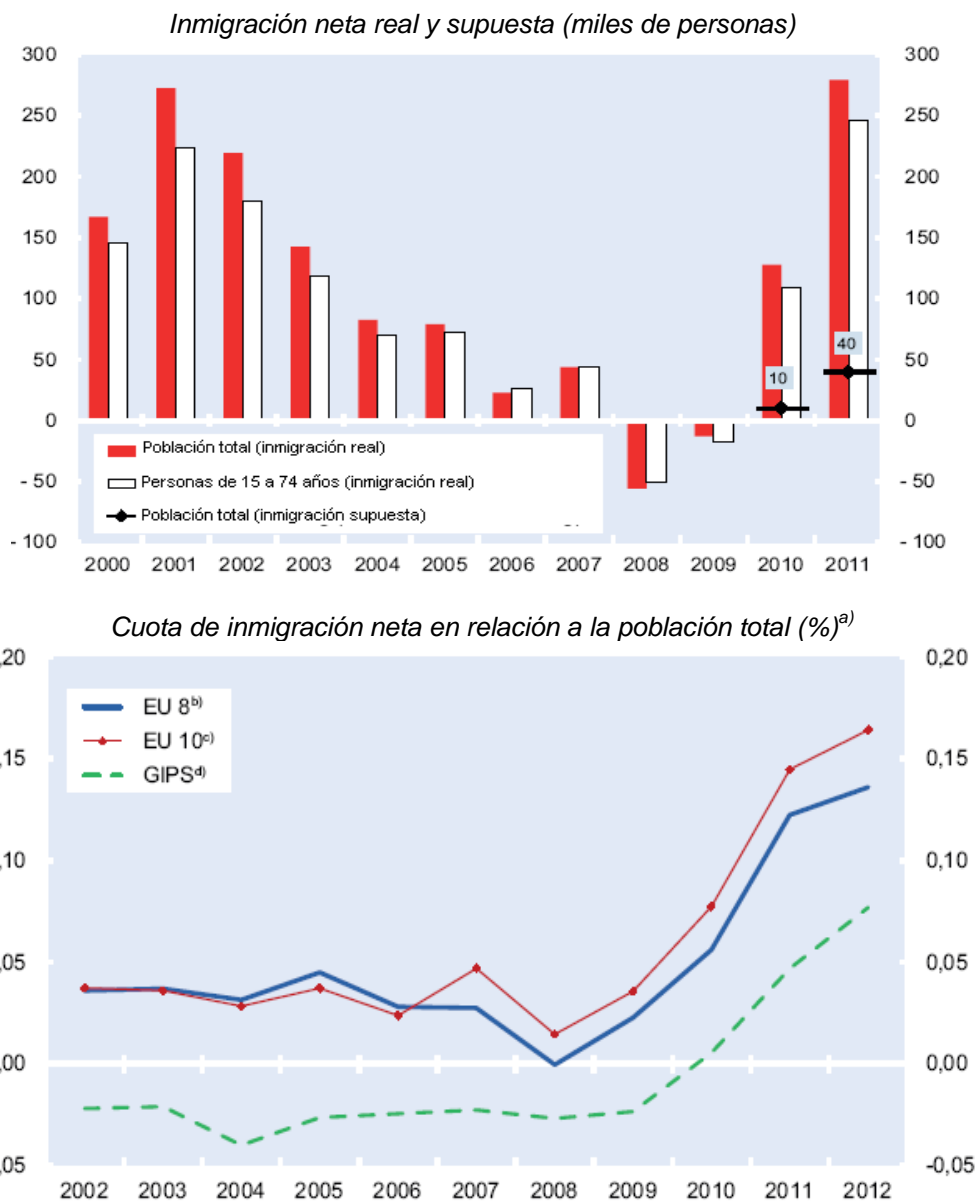 Inmigración neta real y supuesta (miles de personas)
300 300
250 250
200 200
150 150
100 100
50 50
0 0
- 50 - 50
- 100 - 100
10
40
Población total (inmigración real)
Personas de 15 a 74 años (inmigración real)
Población total (inmigración supuesta)
2000 2001 2002 2003 2004 2005 2006 2007 2008 2009 2010 2011
Cuota de inmigración neta en relación a la población total (%)a)
,20 0,20
,15 0,15
,10 0,10
,05 0,05
,00 0,00
,05 -0,05
EU 8b)
EU 10c)
GIPSd)
2002 2003 2004 2005 2006 2007 2008 2009 2010 2011 2012